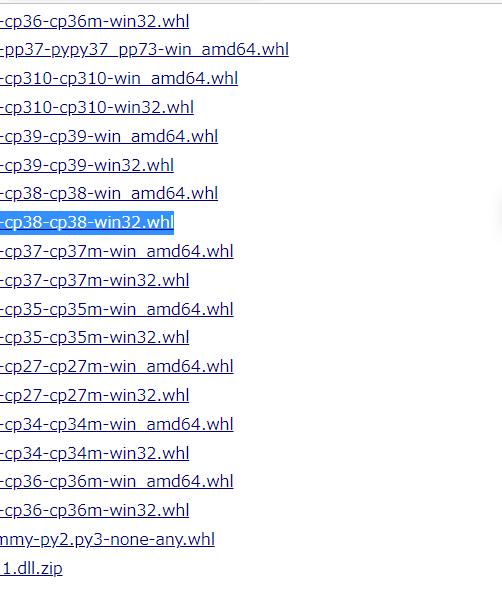 -cp36-cp36m-win32.whl
-pp37-pypy37_pp73-win_amd64.whl
-cp310-cp310-win_amd64.whl
-cp310-cp310-win32.whl
-cp39-cp39-win_amd64.whl
-cp39-cp39-win32.whl
-cp38-cp38-win_amd64.whl
-cp38-cp38-win32.whl
-cp37-cp37m-win_amd64.whl
-cp37-cp37m-win32.whl
-cp35-cp35m-win_amd64.whl
-cp35-cp35m-win32.whl
-cp27-cp27m-win_amd64.whl
-cp27-cp27m-win32.whl
-cp34-cp34m-win_amd64.whl
-cp34-cp34m-win32.whl
-cp36-cp36m-win_amd64.whl
-cp36-cp36m-win32.whl
mmy-py2.py3-none-any.whl
1.dll.zip